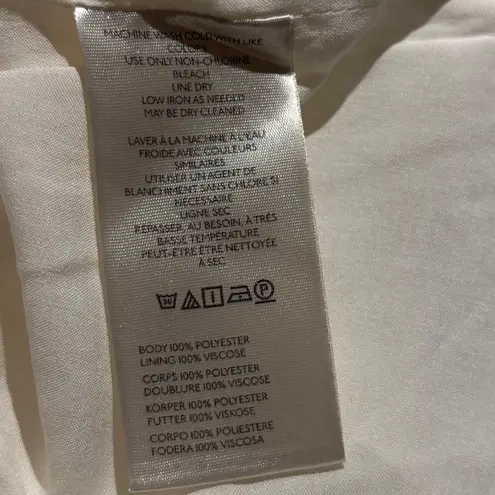 MACHINE WASH COLD WITH LIKE
COLORS
USE ONLY NON-CHLORINE
BLEACH
LINE DRY
LOW IRON AS NEEDED
MAY BE DRY CLEANED
LAVER À LA MACHINE À L'EAU
FROIDE AVEC COULEURS
SIMILAIRES
UTILISER UN AGENT DE
BLANCHIMENT SANS CHLORE SI
NECESSAIRE
LIGNE SEC
REPASSER, AU BESOIN, À TRÈS
BASSE TEMPÉRATURE
PEUT-ÊTRE ÊTRE NETTOYÉE
À SEC
30 P
BODY 100% POLYESTER
LINING 100% VISCOSE
CORPS 100% POLYESTER
DOUBLURE 100% VISCOSE
KÖRPER 100% POLYESTER
FUTTER 100% VISKOSE
CORPO 100% POLIESTERE
FODERA 100% VISCOSA